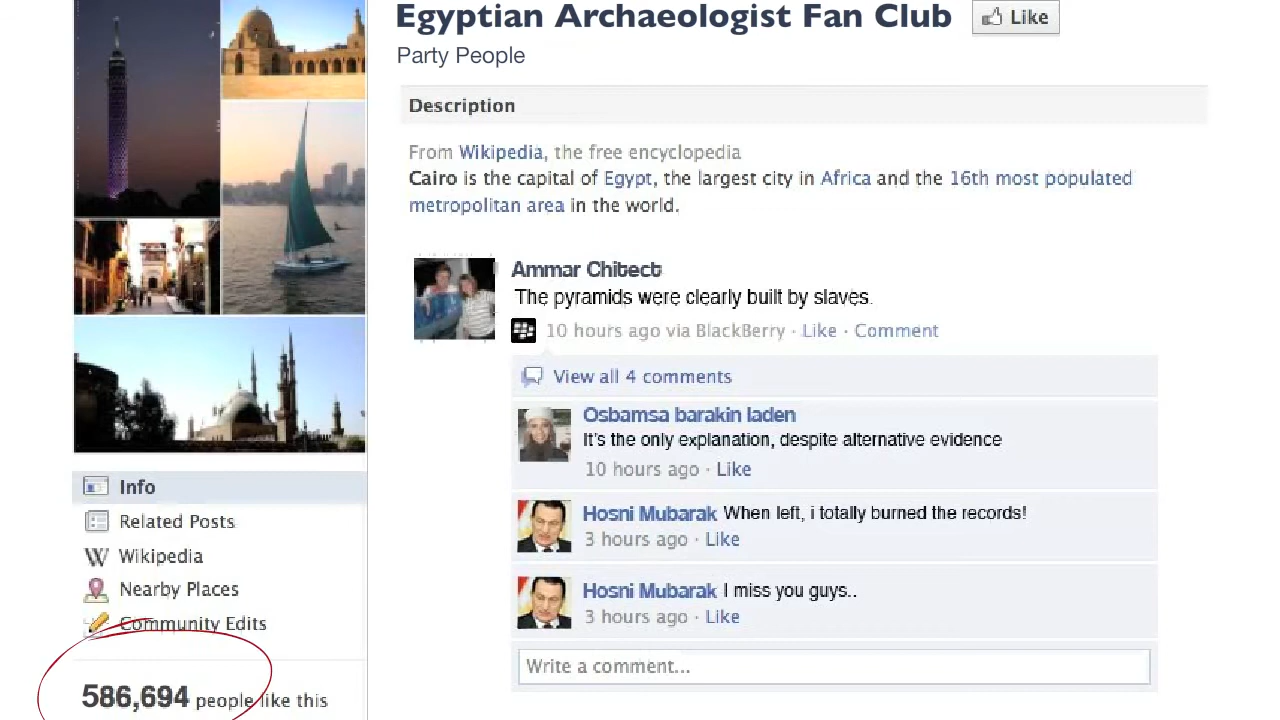 Egyptian Archaeologist Fan Club
Like
Party People
Description
From Wikipedia, the free encyclopedia
Cairo is the capital of Egypt, the largest city in Africa and the 16th most populated
metropolitan area in the world.
Ammar Chitect
The pyramids were clearly built by slaves.
10 hours ago via BlackBerry · Like · Comment
View all 4 comments
Osbamsa barakin laden
It's the only explanation, despite alternative evidence
10 hours ago · Like
Hosni Mubarak When left, i totally burned the records!
3 hours ago · Like
Hosni Mubarak I miss you guys..
3 hours ago · Like
Write a comment...
Info
Related Posts
W Wikipedia
Nearby Places
Community Edits
586,694 people like this